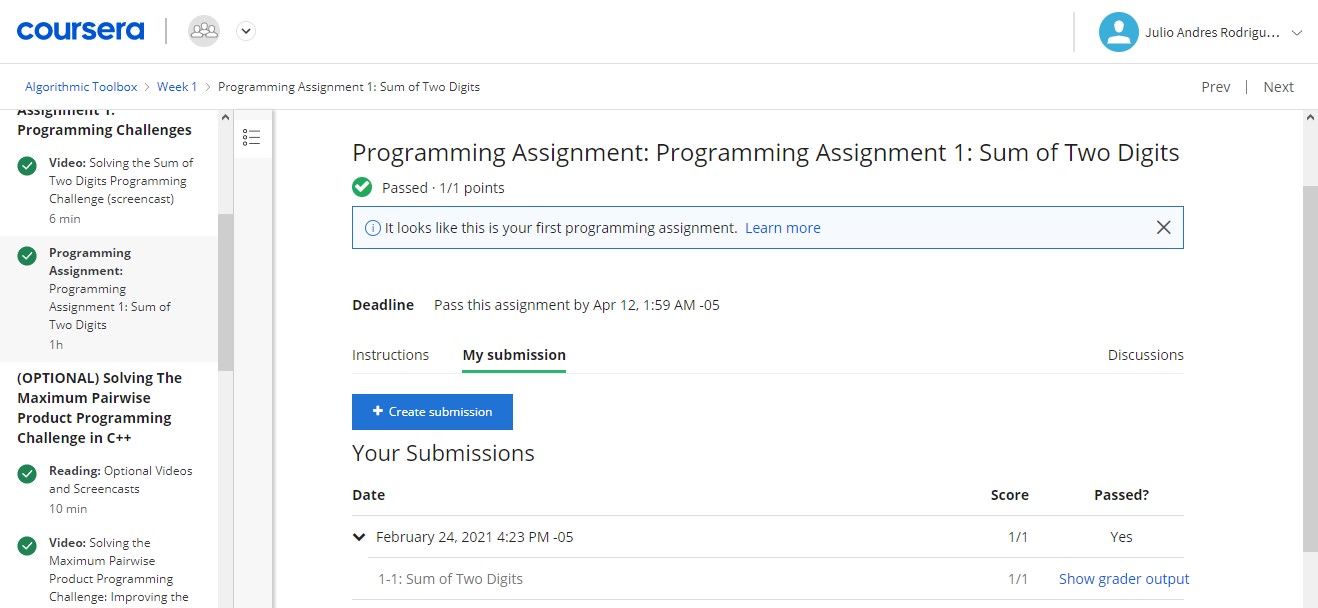 coursera
Julio Andres Rodrigu...
Algorithmic Toolbox > Week 1 > Programming Assignment 1: Sum of Two Digits
Prev | Next
Assignment 1:
Programming Challenges
Video: Solving the Sum of
Two Digits Programming
Challenge (screencast)
6 min
Programming
Assignment:
Programming
Assignment 1: Sum of
Two Digits
1h
(OPTIONAL) Solving The
Maximum Pairwise
Product Programming
Challenge in C++
Reading: Optional Videos
and Screencasts
10 min
Video: Solving the
Maximum Pairwise
Product Programming
Challenge: Improving the
Programming Assignment: Programming Assignment 1: Sum of Two Digits
Passed · 1/1 points
It looks like this is your first programming assignment. Learn more
Deadline Pass this assignment by Apr 12, 1:59 AM -05
Instructions My submission Discussions
+ Create submission
Your Submissions
Date Score Passed?
February 24, 2021 4:23 PM -05 1/1 Yes
1-1: Sum of Two Digits 1/1 Show grader output